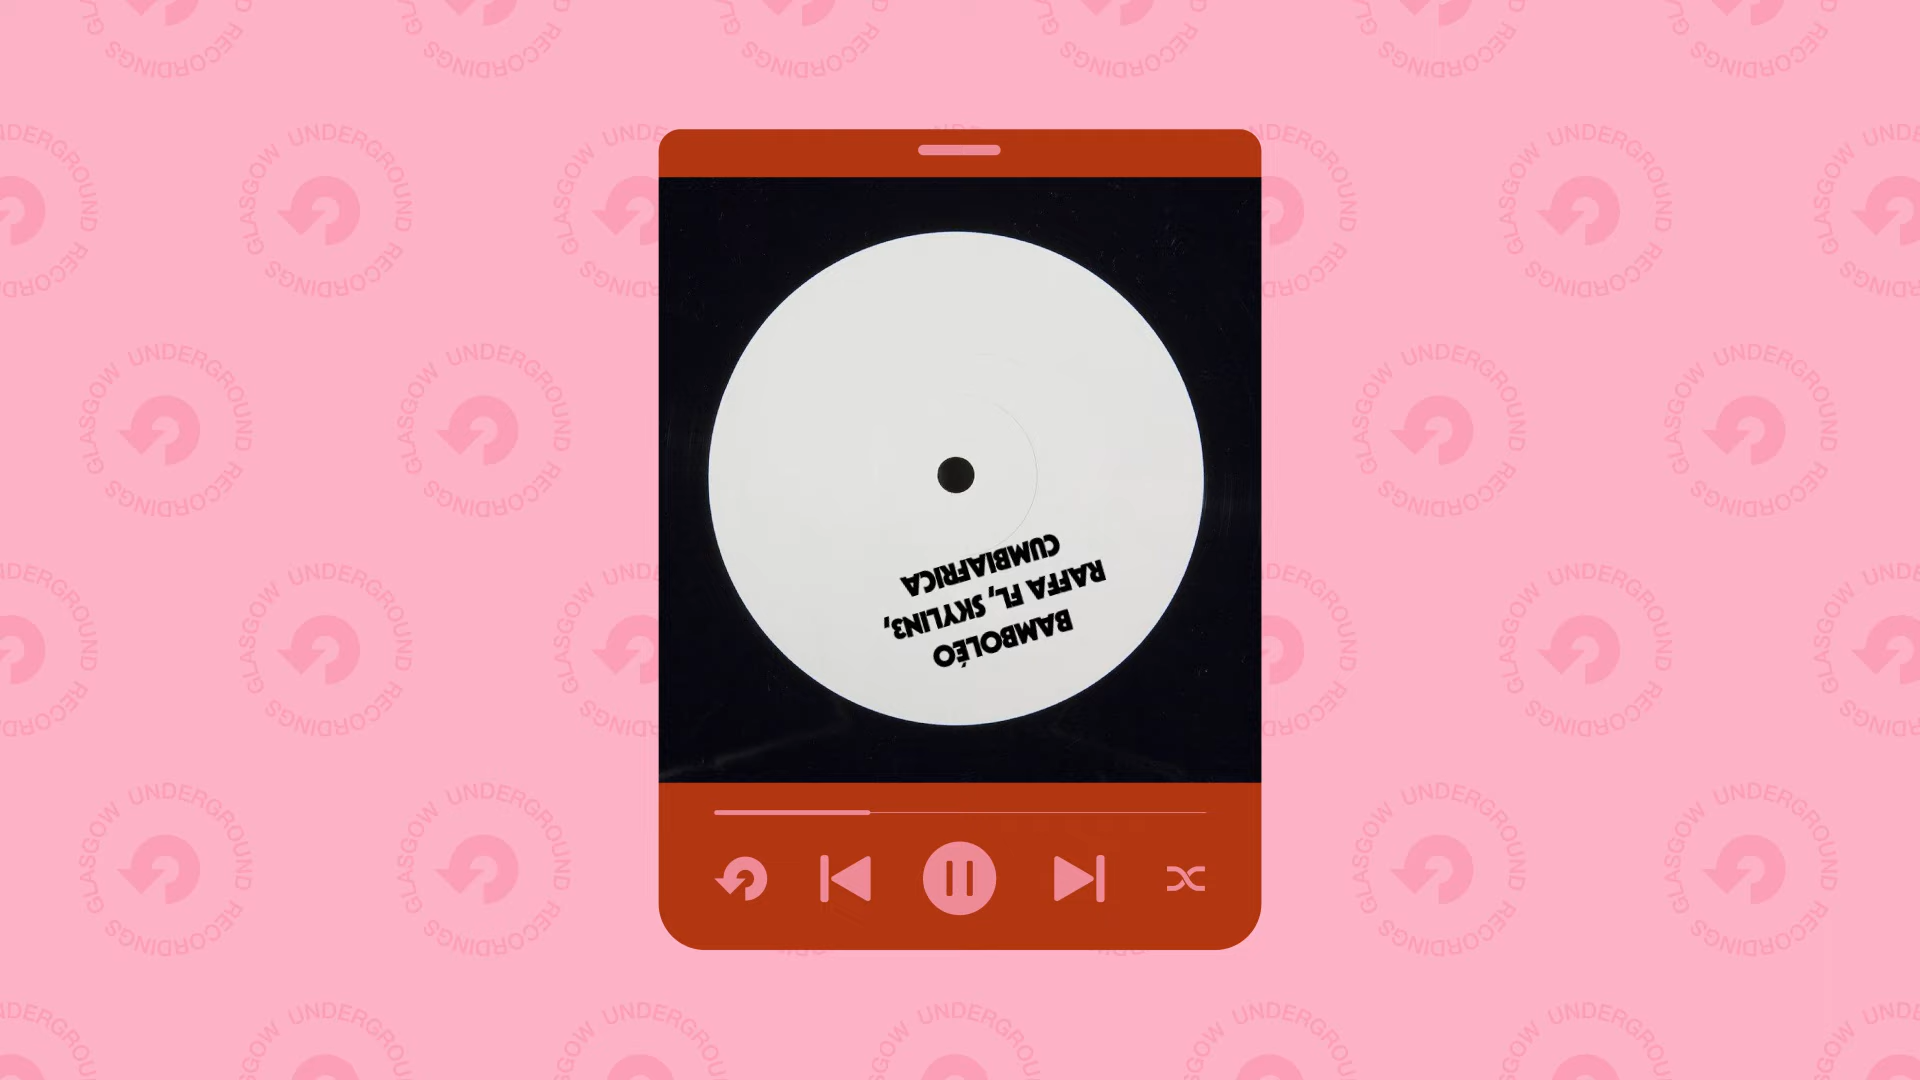 BAMBOLÉO
RAFFA FL, SKYLIN3,
CUMBIAFRICA
GLASGOW UNDERGROUND RECORDINGS